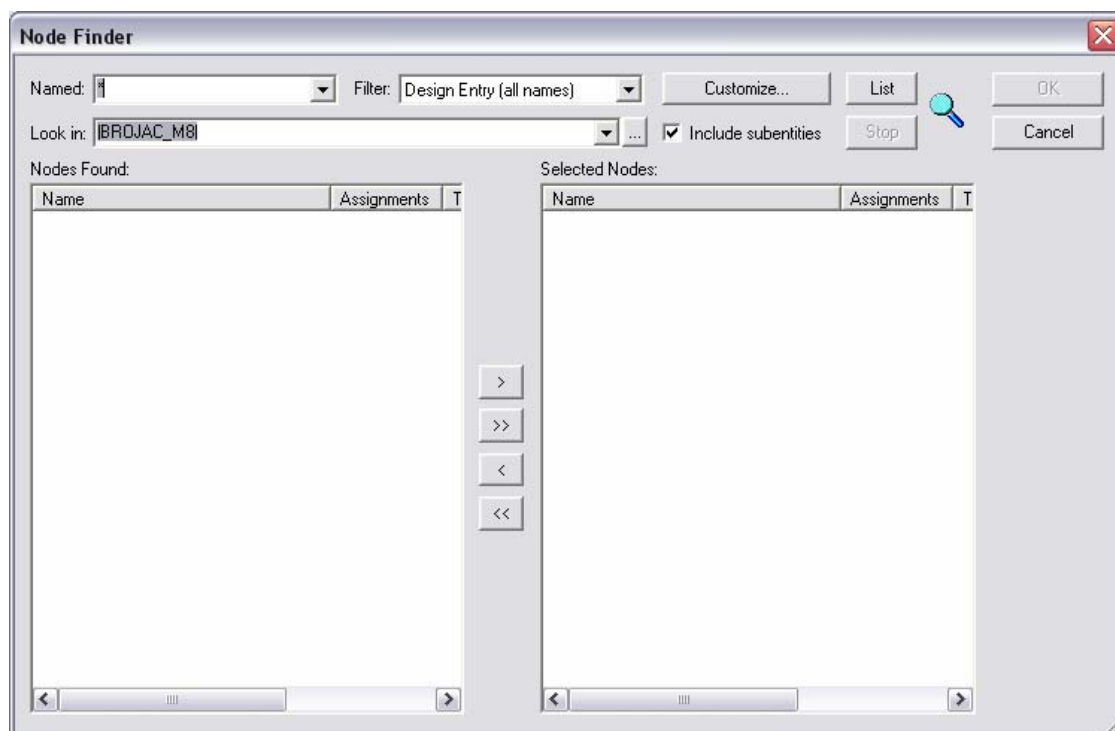 Node Finder
Named: * Filter: Design Entry (all names) Customize... List OK
Look in: |BROJAC_M8| ... Include subentities Stop Cancel
Nodes Found: Selected Nodes:
Name Assignments T Name Assignments T
>
>>
<
<<